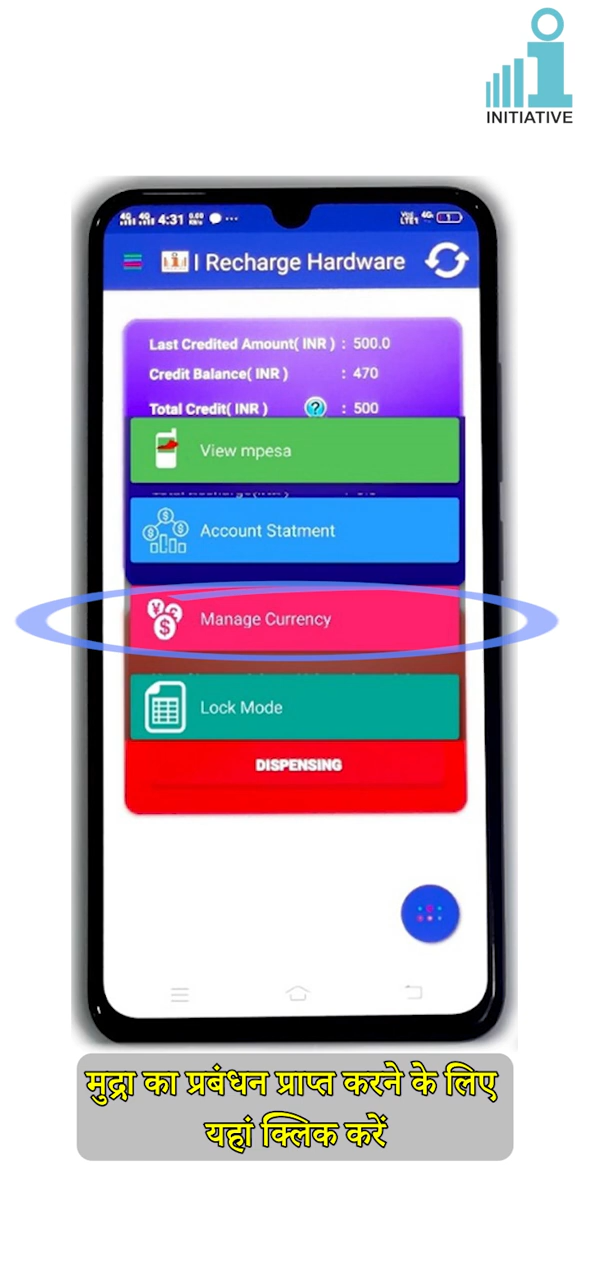 INITIATIVE
4:31
I Recharge Hardware
Last Credited Amount( INR ) : 500.0
Credit Balance( INR ) : 470
Total Credit( INR ) ? : 500
View mpesa
Account Statment
Manage Currency
Lock Mode
DISPENSING
मुद्रा का प्रबंधन प्राप्त करने के लिए
यहां क्लिक करें